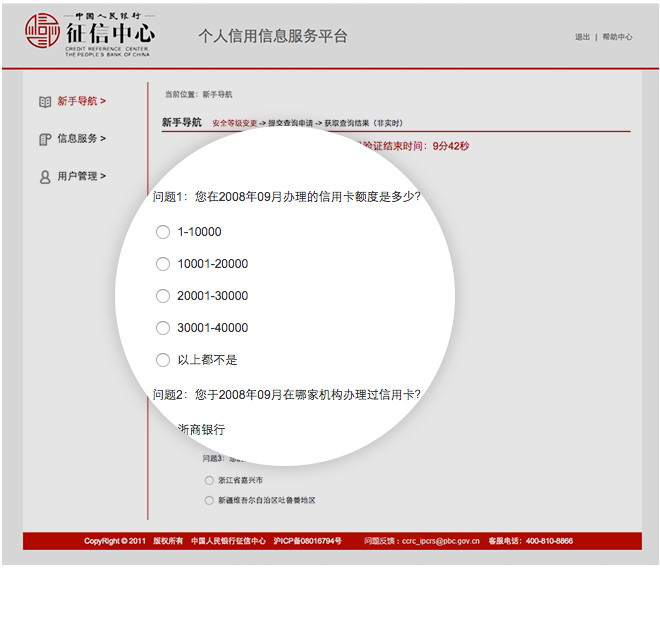 中国人民银行
征信中心
CREDIT REFERENCE CENTER,
THE PEOPLE'S BANK OF CHINA
个人信用信息服务平台
退出 | 帮助中心
新手导航 >
信息服务 >
用户管理 >
当前位置：新手导航
新手导航 安全等级变更 -> 提交查询申请 -> 获取查询结果（非实时）
验证结束时间：9分42秒
问题1：您在2008年09月办理的信用卡额度是多少?
1-10000
10001-20000
20001-30000
30001-40000
以上都不是
问题2：您于2008年09月在哪家机构办理过信用卡?
浙商银行
问题3：
浙江省嘉兴市
新疆维吾尔自治区吐鲁番地区
CopyRight © 2011 版权所有 中国人民银行征信中心 沪ICP备08016794号 问题反馈：ccrc_ipcrs@pbc.gov.cn 客服电话：400-810-8866